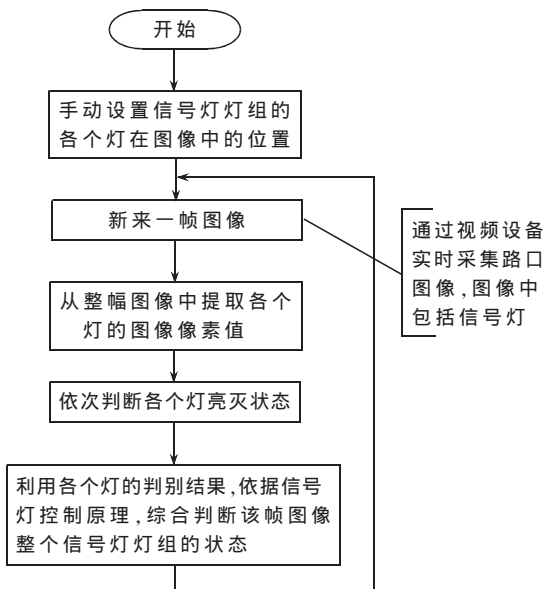 开始
手动设置信号灯灯组的
各个灯在图像中的位置
新来一帧图像
通过视频设备
实时采集路口
图像,图像中
包括信号灯
从整幅图像中提取各个
灯的图像像素值
依次判断各个灯亮灭状态
利用各个灯的判别结果,依据信号
灯控制原理,综合判断该帧图像
整个信号灯灯组的状态